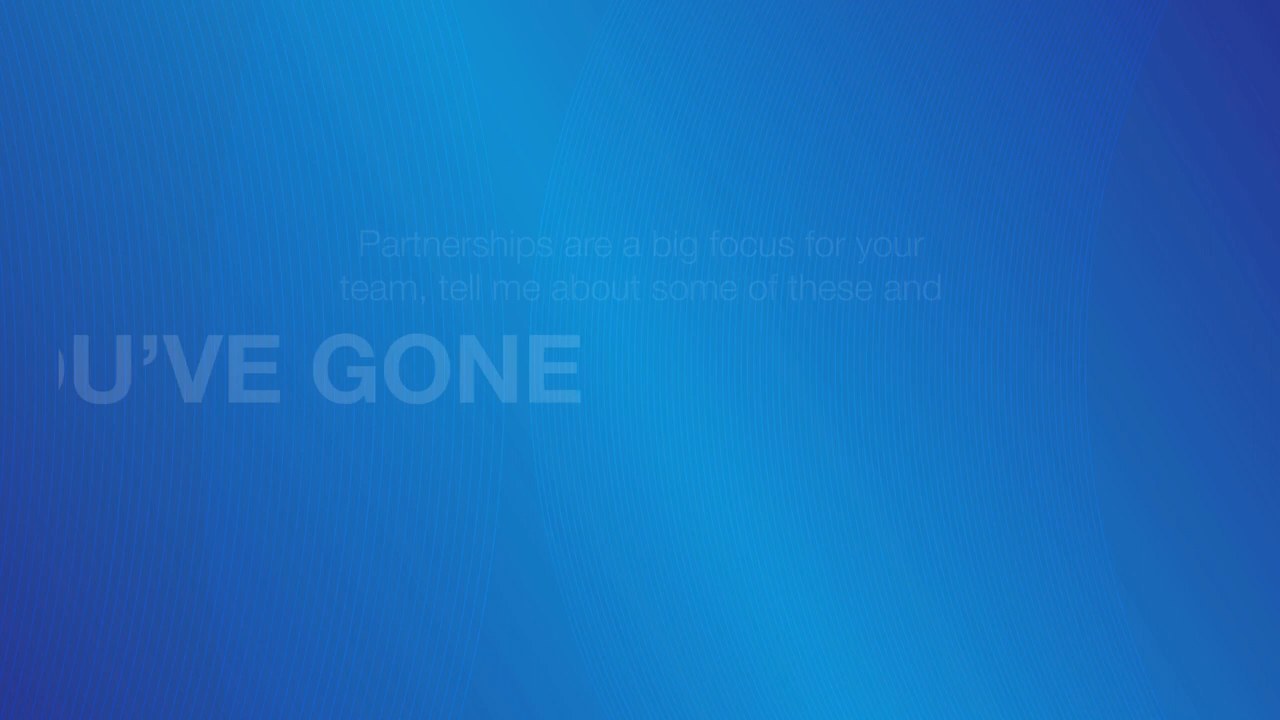 Partnerships are a big focus for your
team, tell me about some of these and
U’VE GONE